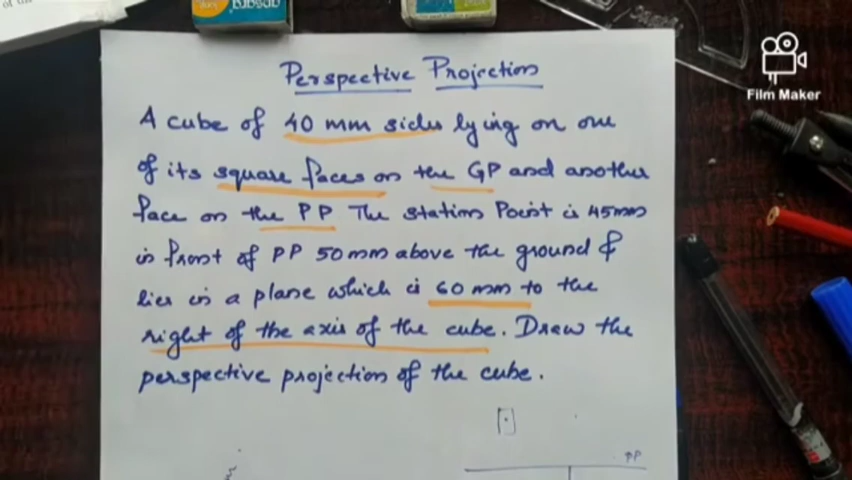 Perspective Projection
A cube of 40 mm sides lying on one
of its square faces on the GP and another
face on the PP The station Point is 45mm
in front of PP 50mm above the ground &
lies in a plane which is 60 mm to the
right of the axis of the cube. Draw the
perspective projection of the cube.
PP
Film Maker